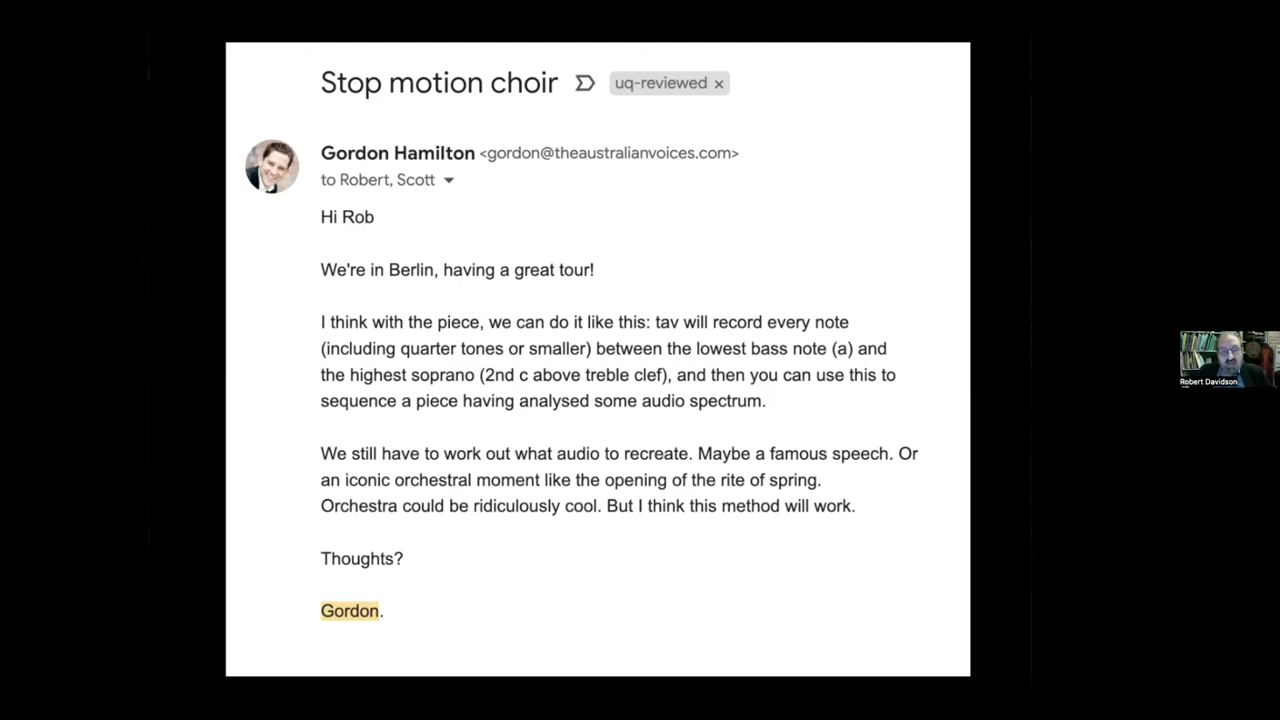 Stop motion choir
uq-reviewed ×
Gordon Hamilton <gordon@theaustralianvoices.com>
to Robert, Scott
Hi Rob
We're in Berlin, having a great tour!
I think with the piece, we can do it like this: tav will record every note
(including quarter tones or smaller) between the lowest bass note (a) and
the highest soprano (2nd c above treble clef), and then you can use this to
sequence a piece having analysed some audio spectrum.
We still have to work out what audio to recreate. Maybe a famous speech. Or
an iconic orchestral moment like the opening of the rite of spring.
Orchestra could be ridiculously cool. But I think this method will work.
Thoughts?
Gordon.
Robert Davidson